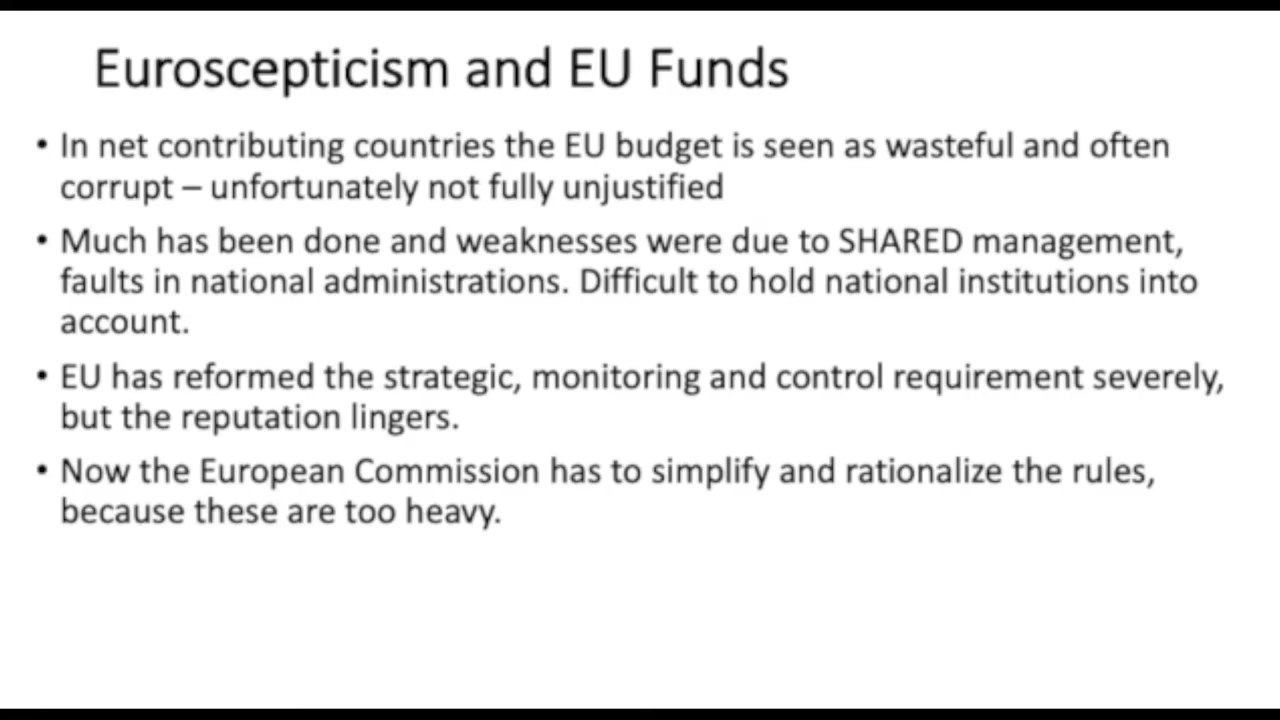 Euroscepticism and EU Funds
• In net contributing countries the EU budget is seen as wasteful and often
corrupt – unfortunately not fully unjustified
• Much has been done and weaknesses were due to SHARED management,
faults in national administrations. Difficult to hold national institutions into
account.
• EU has reformed the strategic, monitoring and control requirement severely,
but the reputation lingers.
• Now the European Commission has to simplify and rationalize the rules,
because these are too heavy.